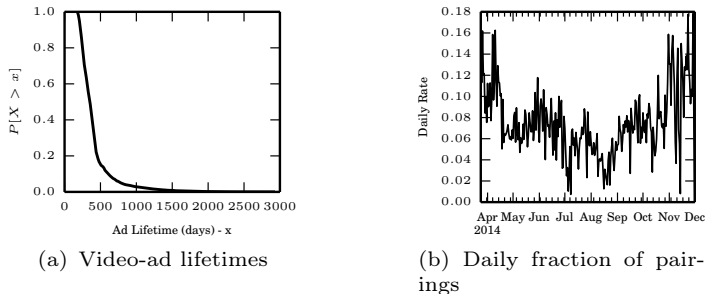 1.0
0.8
0.6
0.4
0.2
0.0
P[X > x]
0 500 1000 1500 2000 2500 3000
Ad Lifetime (days) - x
(a) Video-ad lifetimes
0.18
0.16
0.14
0.12
0.10
0.08
0.06
0.04
0.02
0.00
Daily Rate
Apr May Jun Jul Aug Sep Oct Nov Dec
2014
(b) Daily fraction of pair-
ings